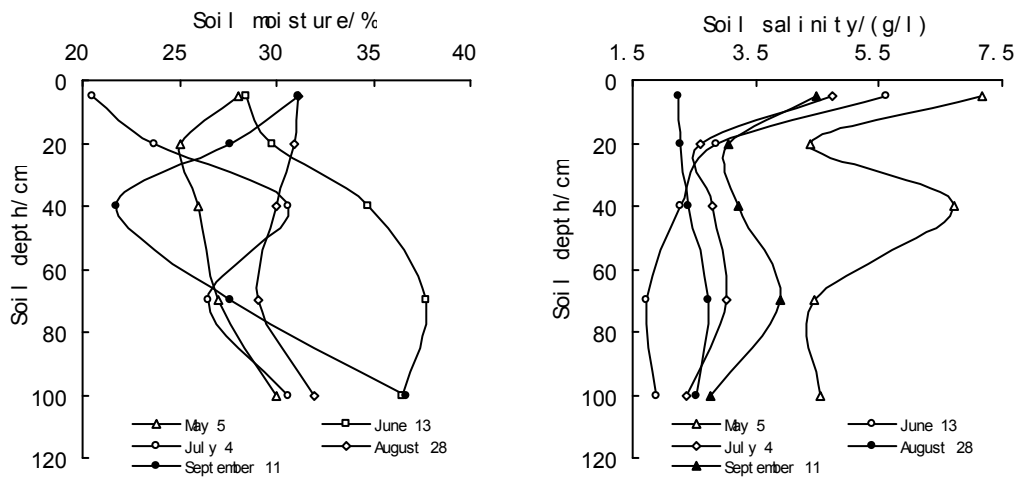 Soil moisture/%
20 25 30 35 40
0
20
40
60
80
100
120
Soil depth/cm
May 5 June 13
July 4 August 28
September 11
Soil salinity/(g/l)
1.5 3.5 5.5 7.5
0
20
40
60
80
100
120
Soil depth/cm
May 5 June 13
July 4 August 28
September 11